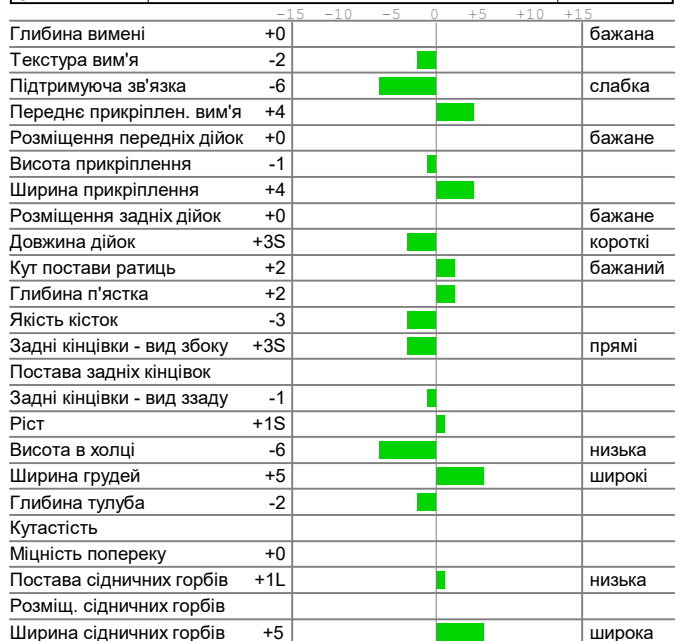 -15 -10 -5 0 +5 +10 +15
Глибина вимені +0 бажана
Текстура вим'я -2
Підтримуюча зв'язка -6 слабка
Переднє прикріплен. вим'я +4
Розміщення передніх дійок +0 бажане
Висота прикріплення -1
Ширина прикріплення +4
Розміщення задніх дійок +0 бажане
Довжина дійок +3S короткі
Кут постави ратиць +2 бажаний
Глибина п'ястка +2
Якість кісток -3
Задні кінцівки - вид збоку +3S прямі
Постава задніх кінцівок
Задні кінцівки - вид ззаду -1
Ріст +1S
Висота в холці -6 низька
Ширина грудей +5 широкі
Глибина тулуба -2
Кутастість
Міцність попереку +0
Постава сідничних горбів +1L низька
Розміщ. сідничних горбів
Ширина сідничних горбів +5 широка